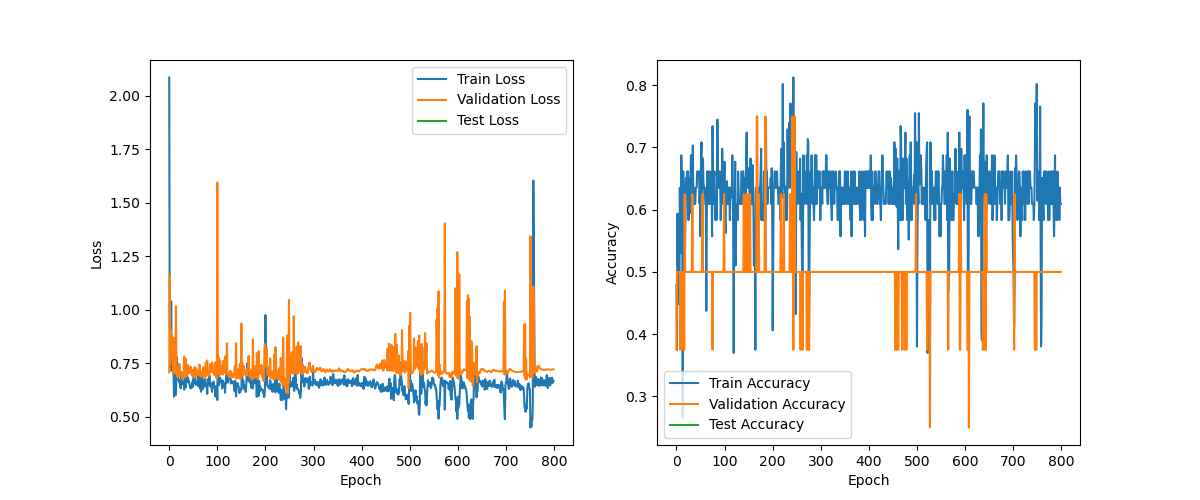 Train Loss
Validation Loss
Test Loss
2.00
1.75
1.50
1.25
1.00
0.75
0.50
Loss
0 100 200 300 400 500 600 700 800
Epoch
0.8
0.7
0.6
0.5
0.4
0.3
Accuracy
Train Accuracy
Validation Accuracy
Test Accuracy
0 100 200 300 400 500 600 700 800
Epoch